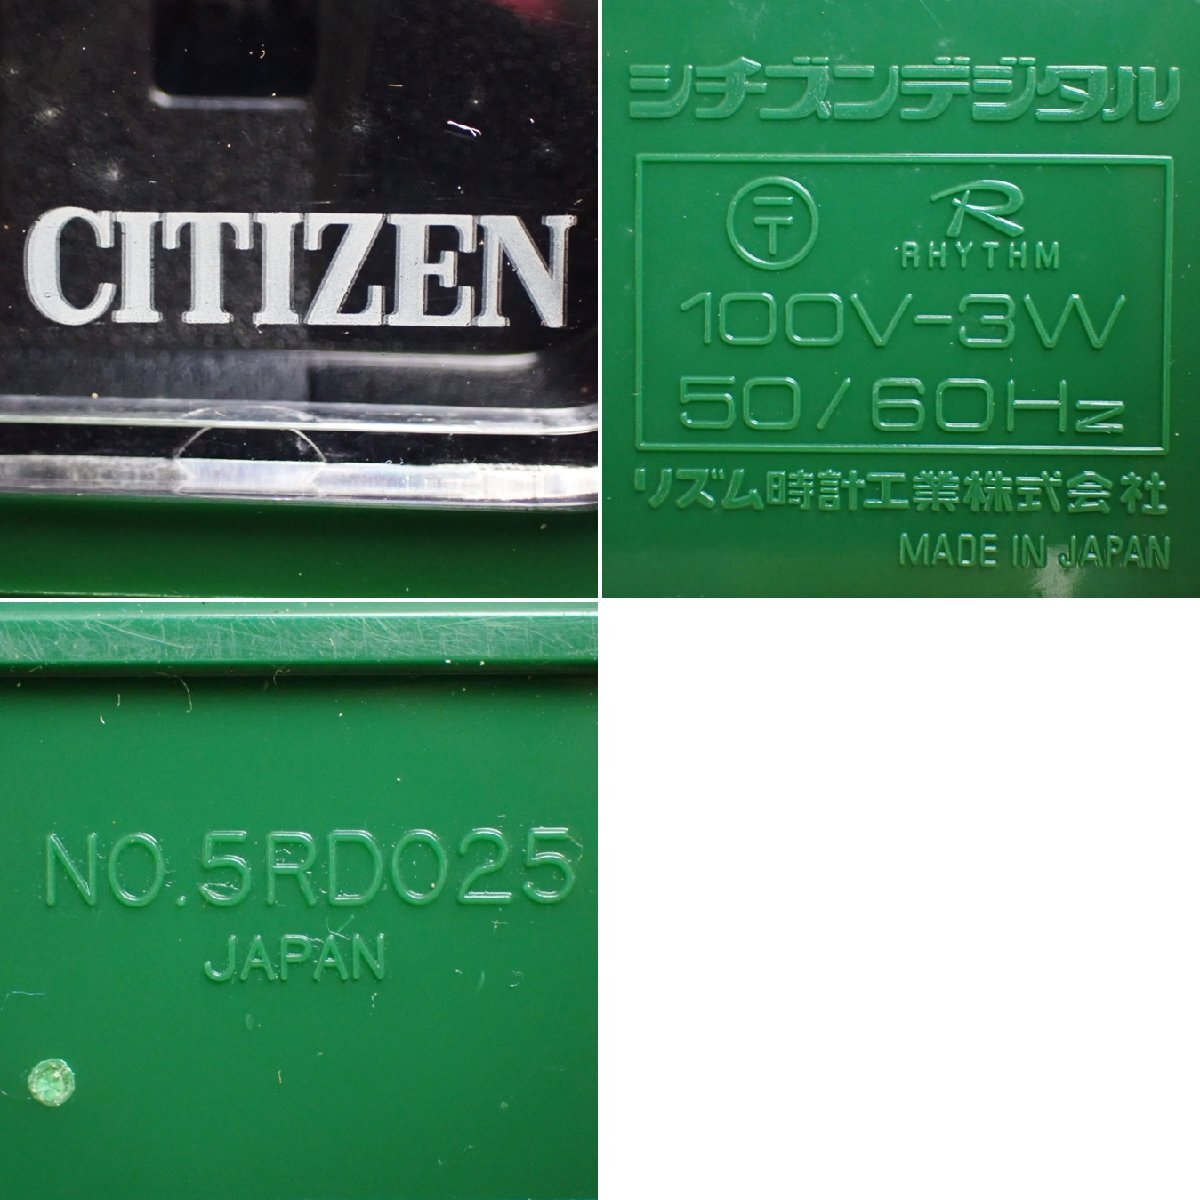 CITIZEN
シチズンデジタル
〒 R
RHYTHM
100V-3W
50/60Hz
リズム時計工業株式会社
MADE IN JAPAN
NO.5RD025
JAPAN